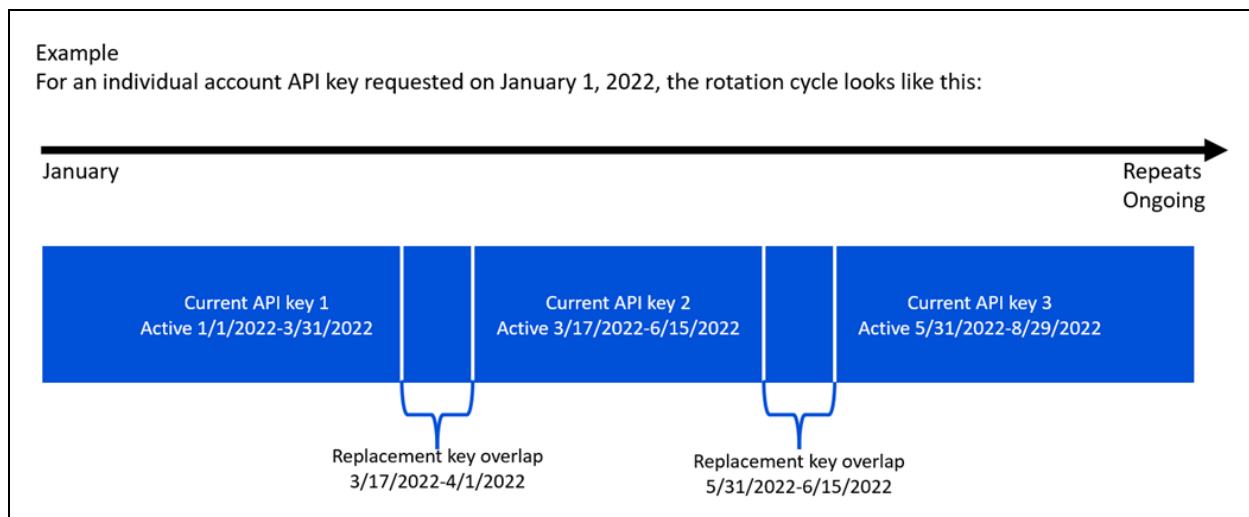 Example
For an individual account API key requested on January 1, 2022, the rotation cycle looks like this:
January
Repeats
Ongoing
Current API key 1
Active 1/1/2022-3/31/2022
Current API key 2
Active 3/17/2022-6/15/2022
Current API key 3
Active 5/31/2022-8/29/2022
Replacement key overlap
3/17/2022-4/1/2022
Replacement key overlap
5/31/2022-6/15/2022